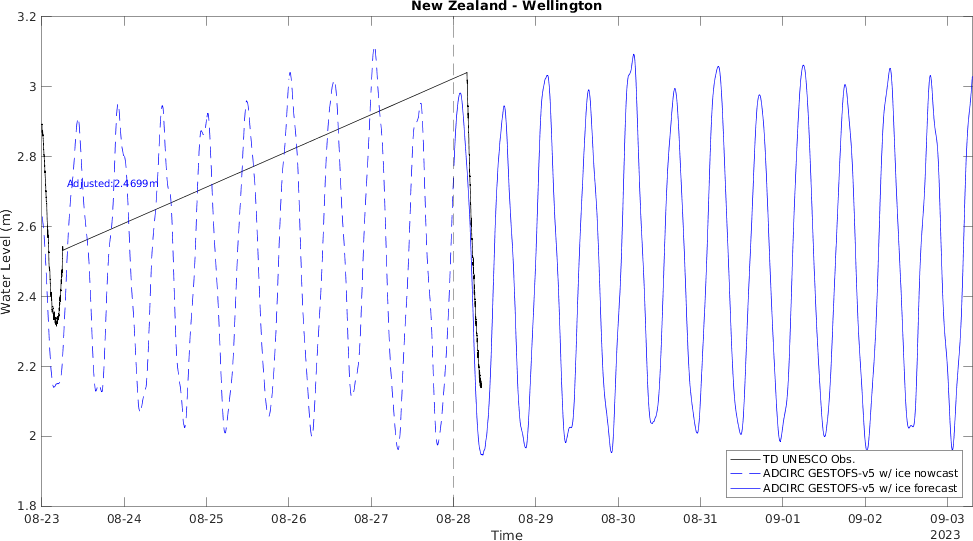 New Zealand - Wellington
3.2
3
2.8
2.6
2.4
2.2
2
1.8
Water Level (m)
Adjusted:2.4699m
TD UNESCO Obs.
ADCIRC GESTOFS-v5 w/ ice nowcast
ADCIRC GESTOFS-v5 w/ ice forecast
08-23 08-24 08-25 08-26 08-27 08-28 08-29 08-30 08-31 09-01 09-02 09-03
2023
Time